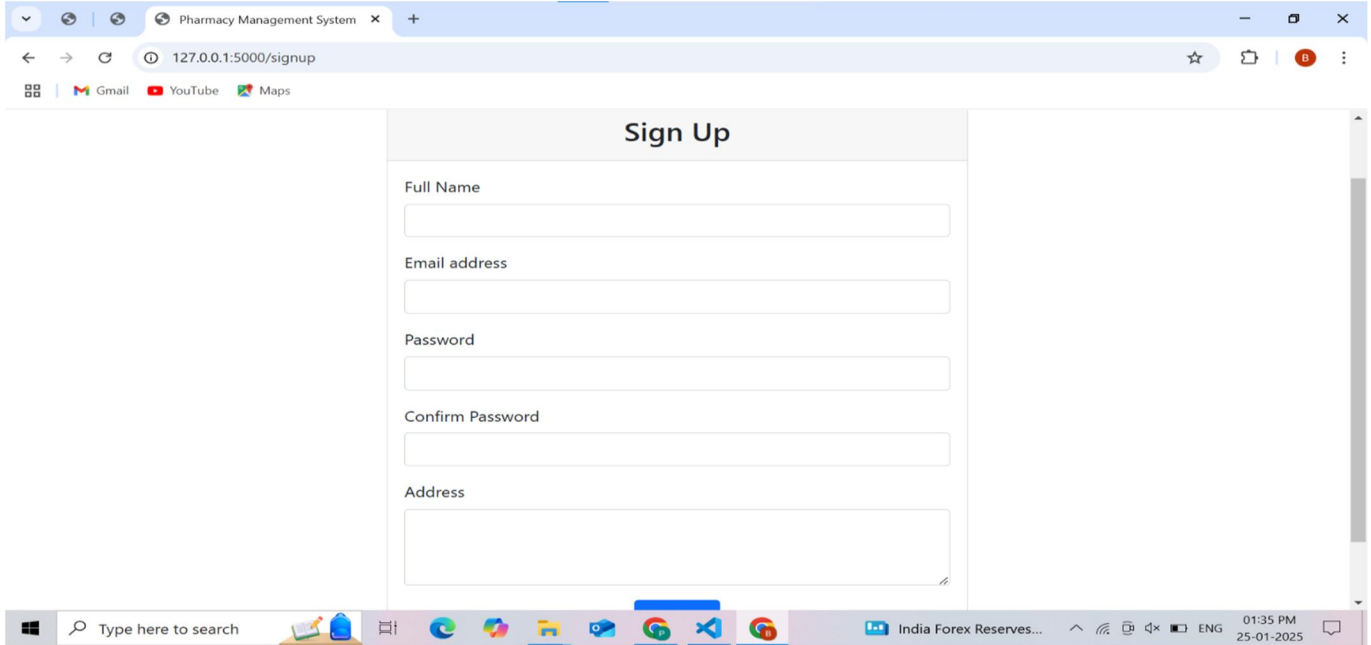 Pharmacy Management System
127.0.0.1:5000/signup
Gmail YouTube Maps
B
Sign Up
Full Name
Email address
Password
Confirm Password
Address
Type here to search
India Forex Reserves...
ENG
01:35 PM
25-01-2025